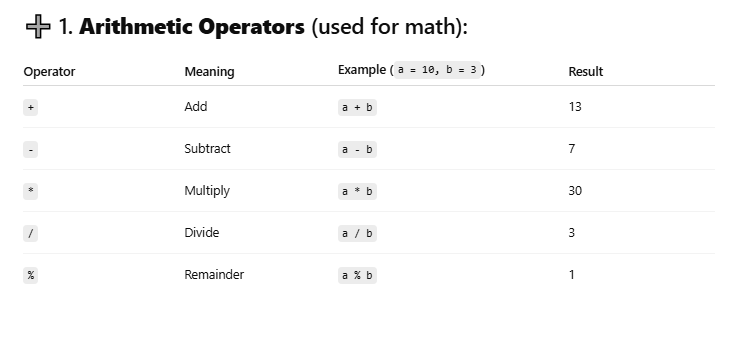 ➕ 1. Arithmetic Operators (used for math):
Operator Meaning Example (a = 10, b = 3) Result
+ Add a + b 13
- Subtract a - b 7
* Multiply a * b 30
/ Divide a / b 3
% Remainder a % b 1